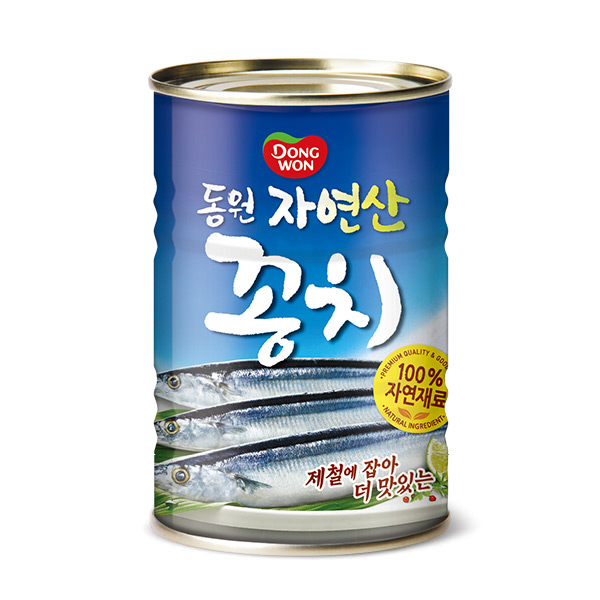 DONG
WON
동원 자연산
꽁치
PREMIUM QUALITY & GOOD
100%
자연재료
NATURAL INGREDIENT
제철에 잡아
더 맛있는